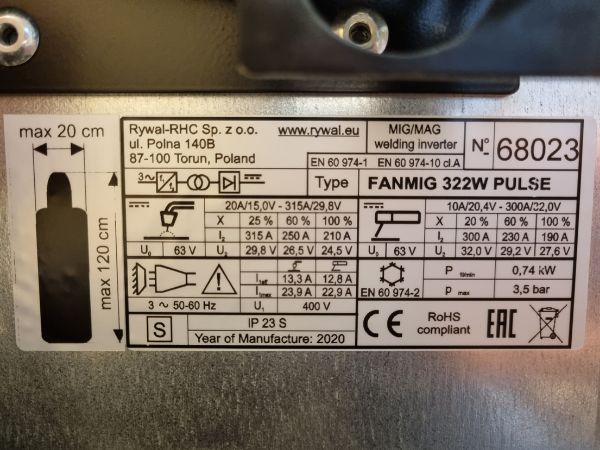 max 20 cm
max 120 cm
Rywal-RHC Sp. z o.o. www.rywal.eu
ul. Polna 140B
87-100 Torun, Poland
MIG/MAG
welding inverter
EN 60 974-1 EN 60 974-10 cl.A
No 68023
3~ f1 f2
Type FANMIG 322W PULSE
20A/15,0V - 315A/29,8V
X 25 % 60 % 100 %
I2 315 A 250 A 210 A
U0 63 V U2 29,8 V 26,5 V 24,5 V
10A/20,4V - 300A/32,0V
X 20 % 60 % 100 %
I2 300 A 230 A 190 A
U0 63 V U2 32,0 V 29,2 V 27,6 V
I1eff 13,3 A 12,8 A
I1max 23,9 A 22,9 A
3 ~ 50-60 Hz U1 400 V
EN 60 974-2
P 1l/min 0,74 kW
P max 3,5 bar
S
IP 23 S
Year of Manufacture: 2020
CE
RoHS
compliant
EAC